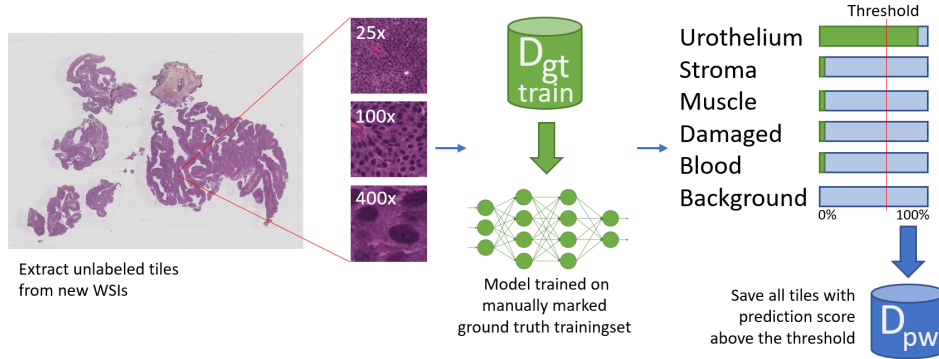 Extract unlabeled tiles
from new WSIs
25x
100x
400x
D gt
train
Model trained on
manually marked
ground truth trainingset
Threshold
Urothelium
Stroma
Muscle
Damaged
Blood
Background
0% 100%
Save all tiles with
prediction score
above the threshold
D pw